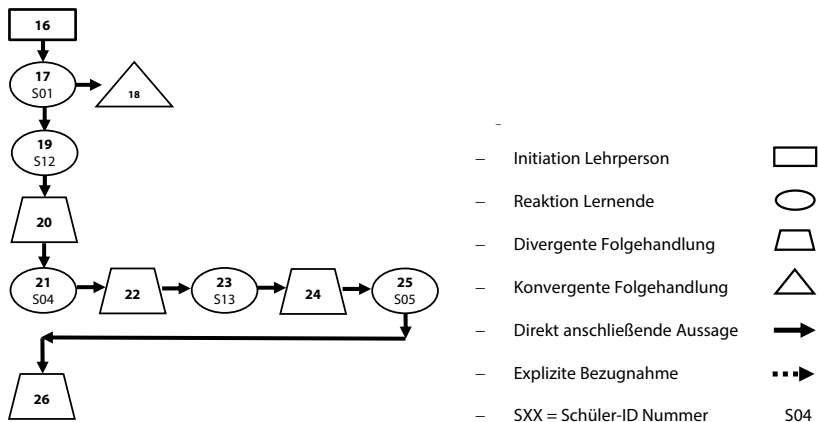 16
17
S01
18
19
S12
20
21
S04
22
23
S13
24
25
S05
26
– Initiation Lehrperson
– Reaktion Lernende
– Divergente Folgehandlung
– Konvergente Folgehandlung
– Direkt anschließende Aussage
– Explizite Bezugnahme
– SXX = Schüler-ID Nummer S04